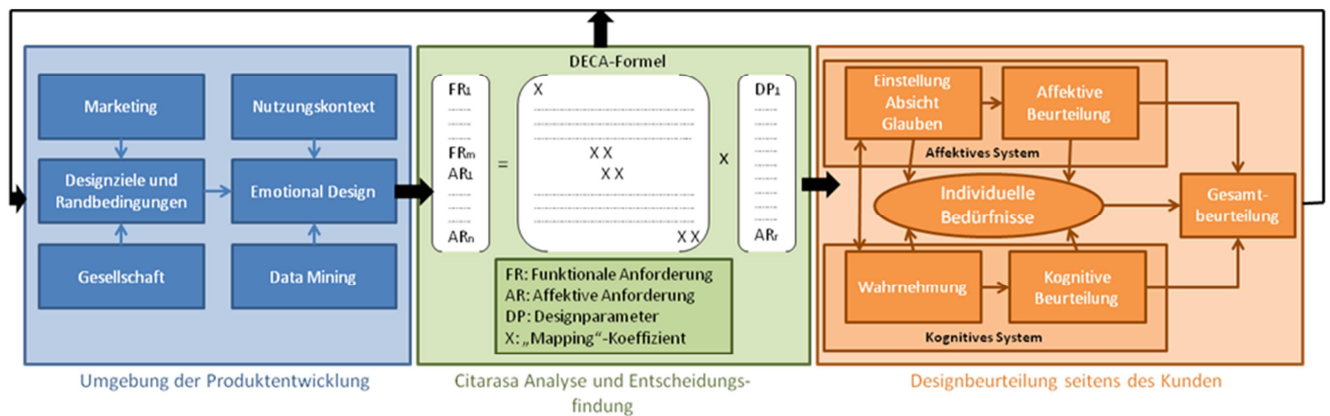 Marketing
Nutzungskontext
Designziele und
Randbedingungen
Emotional Design
Gesellschaft
Data Mining
Umgebung der Produktentwicklung
DECA-Formel
FR1
FRm
AR1
ARn
=
X
X X
X X
X X
x
DP1
ARr
FR: Funktionale Anforderung
AR: Affektive Anforderung
DP: Designparameter
X: „Mapping“-Koeffizient
Citarasa Analyse und Entscheidungs-
findung
Einstellung
Absicht
Glauben
Affektive
Beurteilung
Affektives System
Individuelle
Bedürfnisse
Gesamt-
beurteilung
Wahrnehmung
Kognitive
Beurteilung
Kognitives System
Designbeurteilung seitens des Kunden